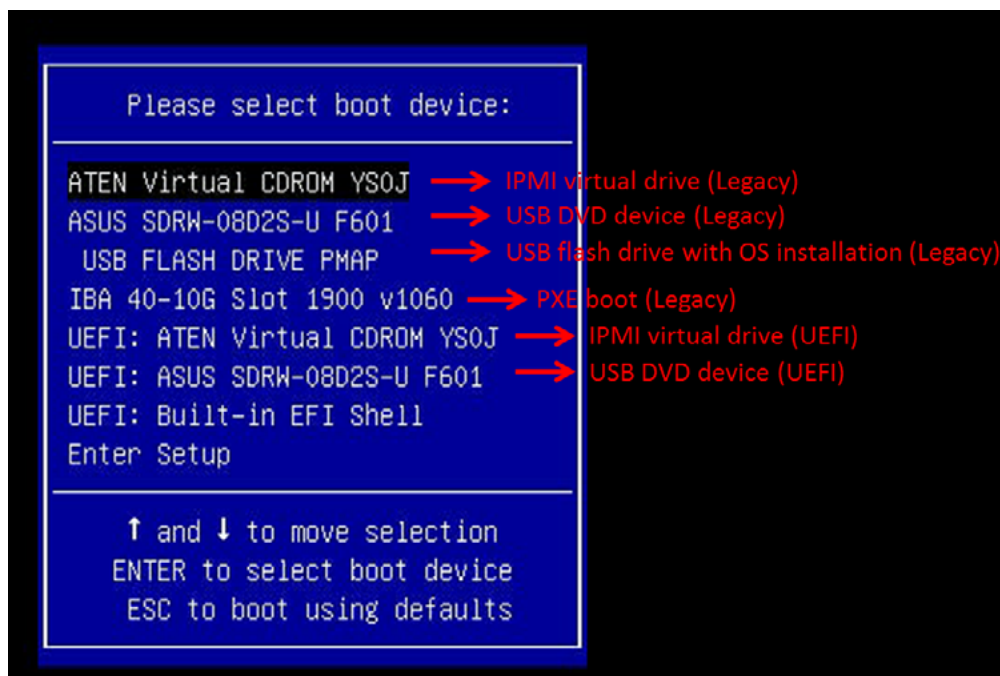 Please select boot device:
ATEN Virtual CDROM YS0J → IPMI virtual drive (Legacy)
ASUS SDRW-08D2S-U F601 → USB DVD device (Legacy)
USB FLASH DRIVE PMAP → USB flash drive with OS installation (Legacy)
IBA 40-10G Slot 1900 v1060 → PXE boot (Legacy)
UEFI: ATEN Virtual CDROM YS0J → IPMI virtual drive (UEFI)
UEFI: ASUS SDRW-08D2S-U F601 → USB DVD device (UEFI)
UEFI: Built-in EFI Shell
Enter Setup
↑ and ↓ to move selection
ENTER to select boot device
ESC to boot using defaults